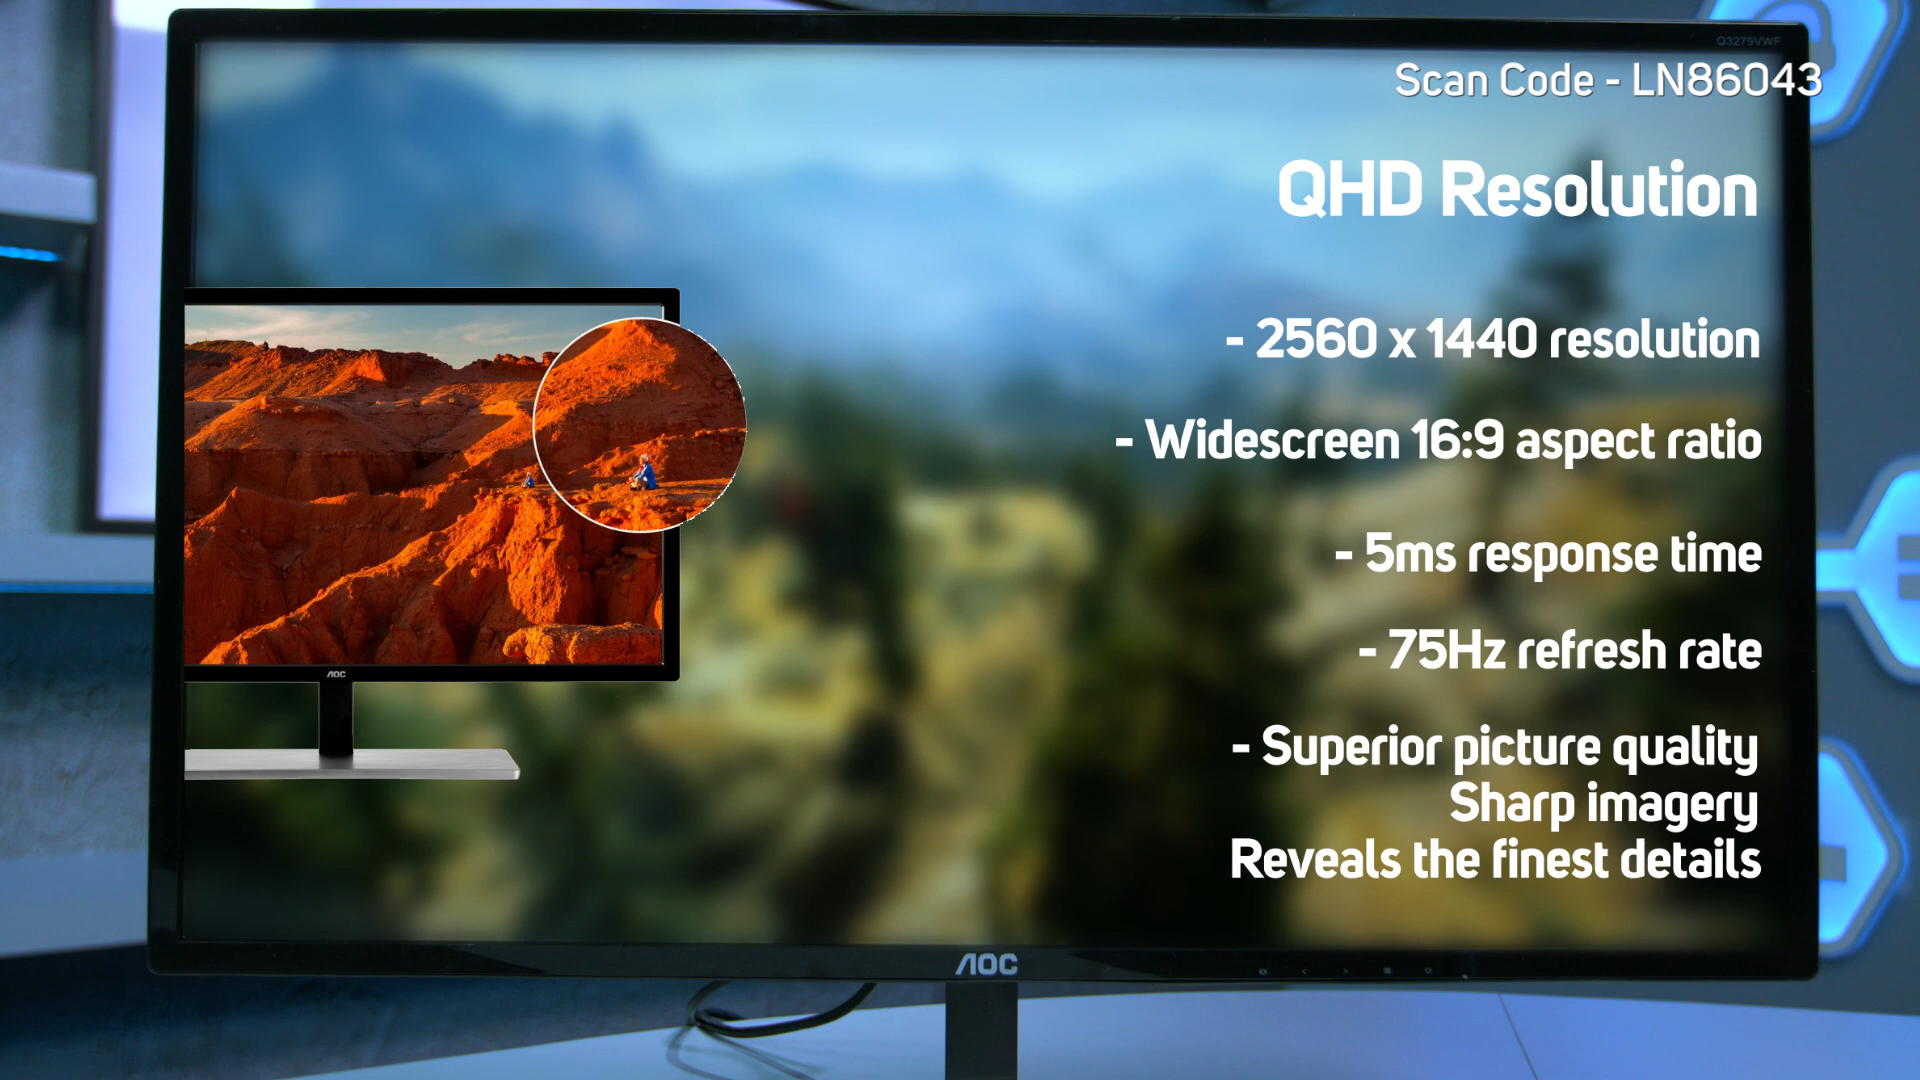 Q3279VWF
Scan Code - LN86043
QHD Resolution
- 2560 x 1440 resolution
- Widescreen 16:9 aspect ratio
- 5ms response time
- 75Hz refresh rate
- Superior picture quality
Sharp imagery
Reveals the finest details
AOC
AOC